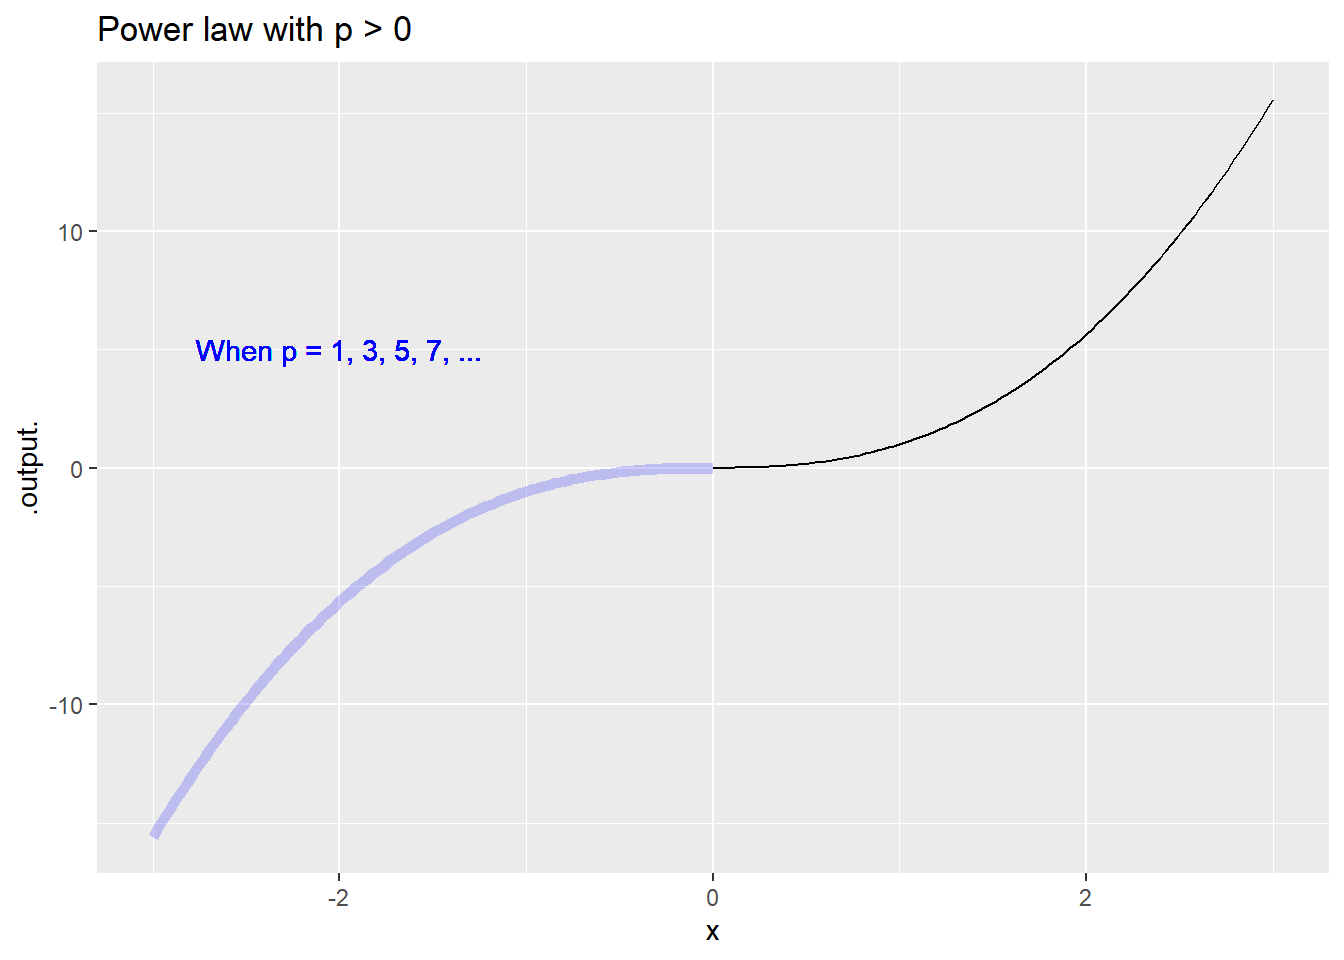 Power law with p > 0
10
When p = 1, 3, 5, 7, ...
.output.
0
-10
-2
0
2
x